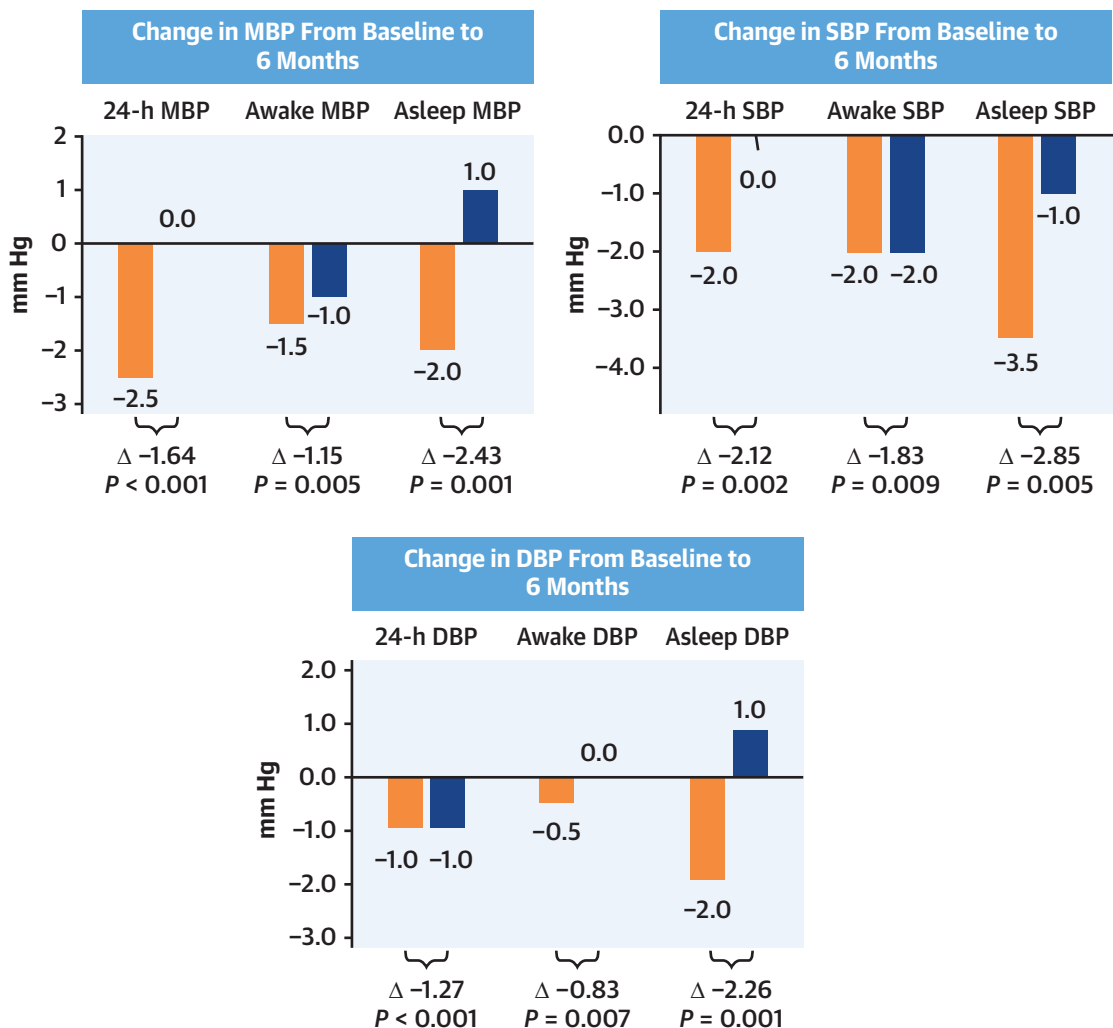 Change in MBP From Baseline to
6 Months
24-h MBP Awake MBP Asleep MBP
mm Hg
2
1
0
−1
−2
−3
0.0
1.0
−2.5
−1.5
−1.0
−2.0
Δ −1.64
P < 0.001
Δ −1.15
P = 0.005
Δ −2.43
P = 0.001
Change in SBP From Baseline to
6 Months
24-h SBP Awake SBP Asleep SBP
mm Hg
0.0
−1.0
−2.0
−3.0
−4.0
−2.0
0.0
−2.0
−2.0
−3.5
−1.0
Δ −2.12
P = 0.002
Δ −1.83
P = 0.009
Δ −2.85
P = 0.005
Change in DBP From Baseline to
6 Months
24-h DBP Awake DBP Asleep DBP
mm Hg
2.0
1.0
0.0
−1.0
−2.0
−3.0
−1.0
−1.0
−0.5
0.0
−2.0
1.0
Δ −1.27
P < 0.001
Δ −0.83
P = 0.007
Δ −2.26
P = 0.001